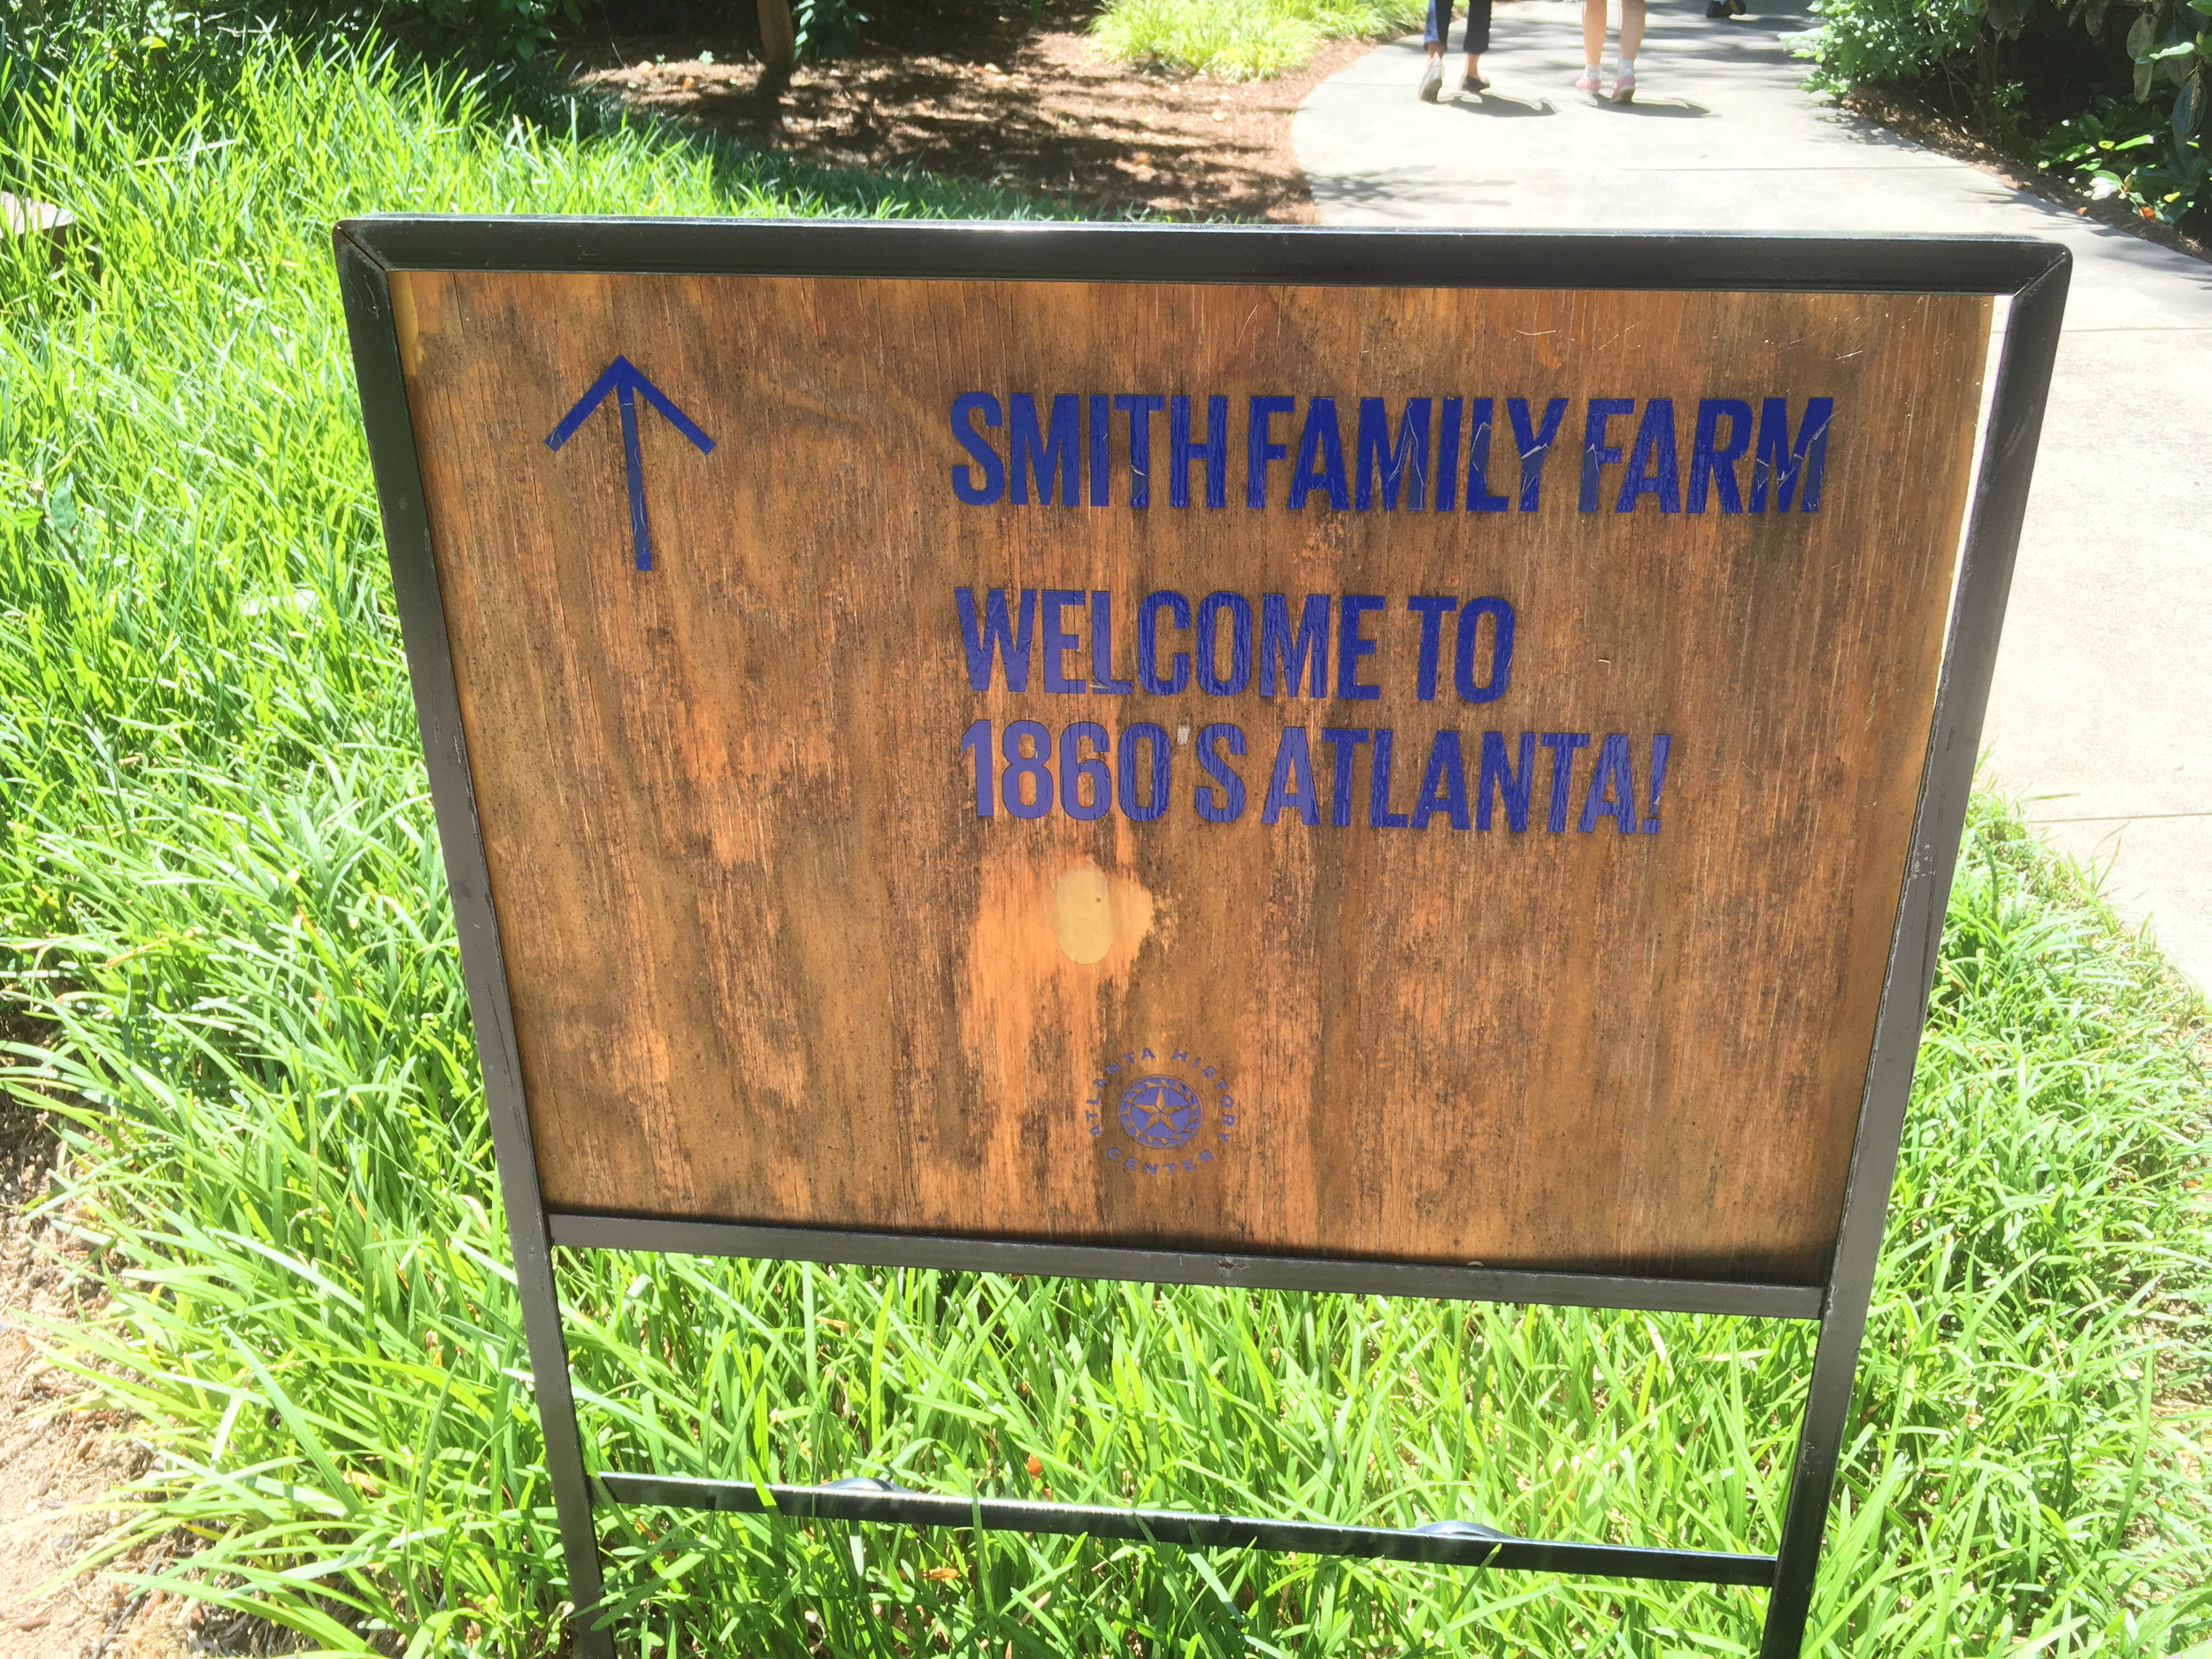 SMITH FAMILY FARM
WELCOME TO
1860'S ATLANTA!
ATLANTA HISTORY
CENTER